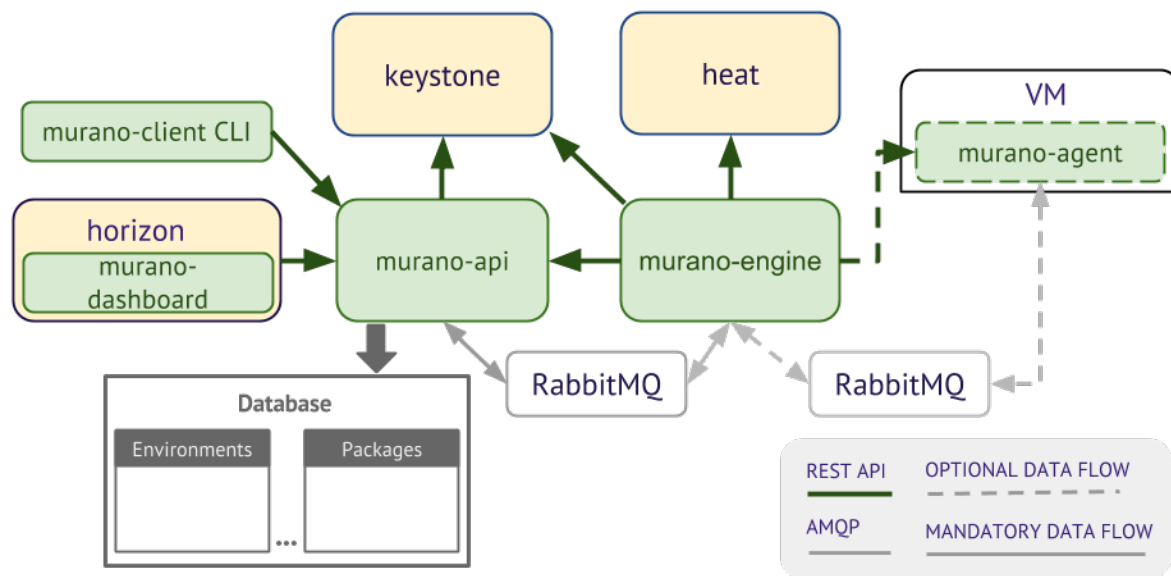 keystone
heat
VM
murano-client CLI
murano-agent
horizon
murano-
dashboard
murano-api
murano-engine
RabbitMQ
RabbitMQ
Database
Environments
Packages
...
REST API
OPTIONAL DATA FLOW
AMQP
MANDATORY DATA FLOW